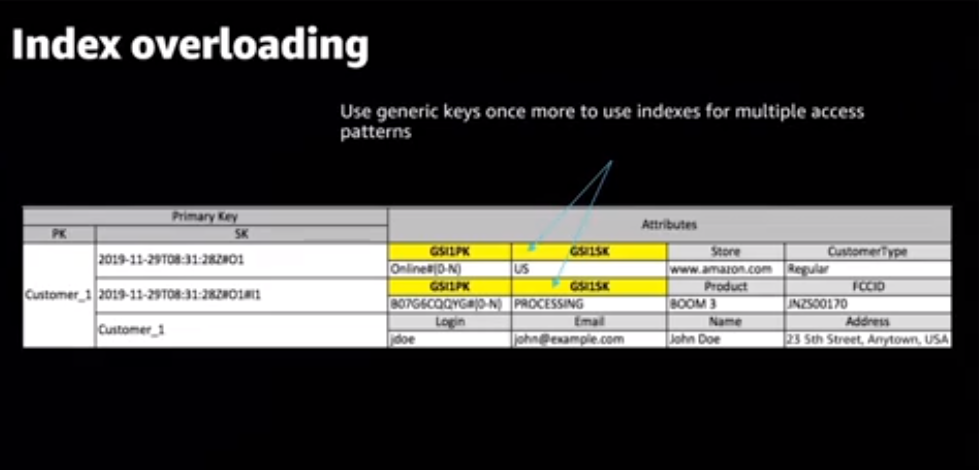 Index overloading
Use generic keys once more to use indexes for multiple access
patterns
Primary Key Attributes
PK SK
GSI1PK GSI1SK Store CustomerType
2019-11-29T08:31:28Z#O1
Online#(0-N) US www.amazon.com Regular
GSI1PK GSI1SK Product FCCID
Customer_1 2019-11-29T08:31:28Z#O1#I1
B07G6CQQYG#(0-N) PROCESSING BOOM 3 JNZS00170
Login Email Name Address
Customer_1
jdoe john@example.com John Doe 23 5th Street, Anytown, USA